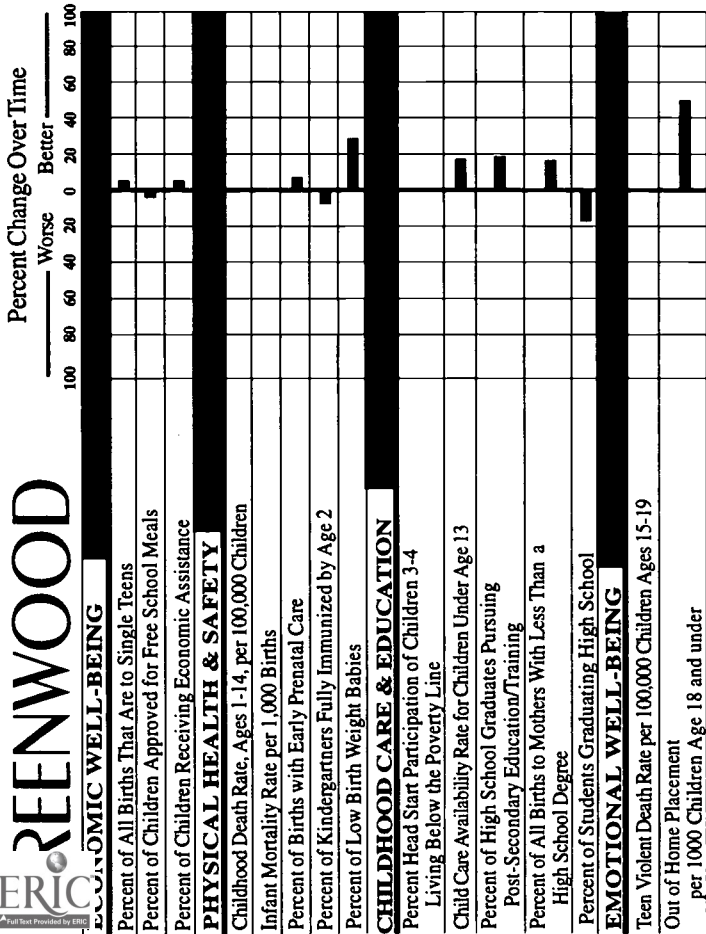 REENWOOD
Percent Change Over Time
Worse Better
100 80 60 40 20 0 20 40 60 80 100
ECONOMIC WELL-BEING
Percent of All Births That Are to Single Teens
Percent of Children Approved for Free School Meals
Percent of Children Receiving Economic Assistance
PHYSICAL HEALTH & SAFETY
Childhood Death Rate, Ages 1-14, per 100,000 Children
Infant Mortality Rate per 1,000 Births
Percent of Births with Early Prenatal Care
Percent of Kindergartners Fully Immunized by Age 2
Percent of Low Birth Weight Babies
CHILDHOOD CARE & EDUCATION
Percent Head Start Participation of Children 3-4
Living Below the Poverty Line
Child Care Availability Rate for Children Under Age 13
Percent of High School Graduates Pursuing
Post-Secondary Education/Training
Percent of All Births to Mothers With Less Than a
High School Degree
Percent of Students Graduating High School
EMOTIONAL WELL-BEING
Teen Violent Death Rate per 100,000 Children Ages 15-19
Out of Home Placement
per 1000 Children Age 18 and under
ERIC
Full Text Provided by ERIC